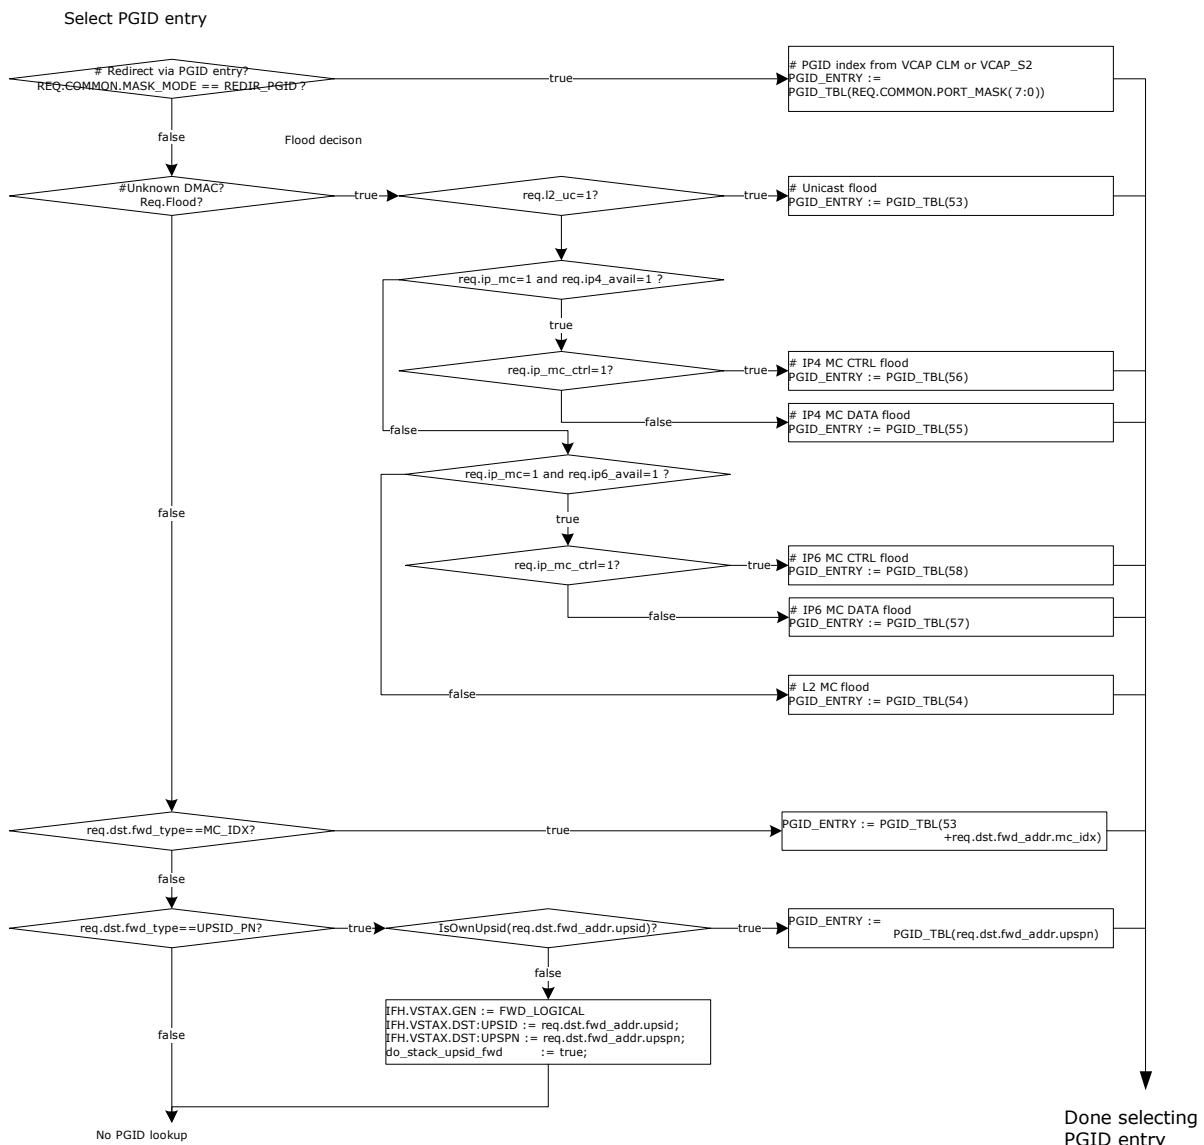 Select PGID entry
# Redirect via PGID entry?
REQ.COMMON.MASK_MODE == REDIR_PGID?
true
# PGID index from VCAP CLM or VCAP_S2
PGID_ENTRY :=
PGID_TBL(REQ.COMMON.PORT_MASK(7:0))
false
Flood decison
#Unknown DMAC?
Req.Flood?
true
req.l2_uc=1?
true
# Unicast flood
PGID_ENTRY := PGID_TBL(53)
req.ip_mc=1 and req.ip4_avail=1 ?
true
req.ip_mc_ctrl=1?
true
# IP4 MC CTRL flood
PGID_ENTRY := PGID_TBL(56)
false
# IP4 MC DATA flood
PGID_ENTRY := PGID_TBL(55)
false
req.ip_mc=1 and req.ip6_avail=1 ?
false
true
req.ip_mc_ctrl=1?
true
# IP6 MC CTRL flood
PGID_ENTRY := PGID_TBL(58)
false
# IP6 MC DATA flood
PGID_ENTRY := PGID_TBL(57)
false
# L2 MC flood
PGID_ENTRY := PGID_TBL(54)
req.dst.fwd_type==MC_IDX?
true
PGID_ENTRY := PGID_TBL(53
+req.dst.fwd_addr.mc_idx)
false
req.dst.fwd_type==UPSID_PN?
true
IsOwnUpsid(req.dst.fwd_addr.upsid)?
true
PGID_ENTRY :=
PGID_TBL(req.dst.fwd_addr.upspn)
false
IFH.VSTAX.GEN := FWD_LOGICAL
IFH.VSTAX.DST:UPSID := req.dst.fwd_addr.upsid;
IFH.VSTAX.DST:UPSPN := req.dst.fwd_addr.upspn;
do_stack_upsid_fwd := true;
false
No PGID lookup
Done selecting
PGID entry